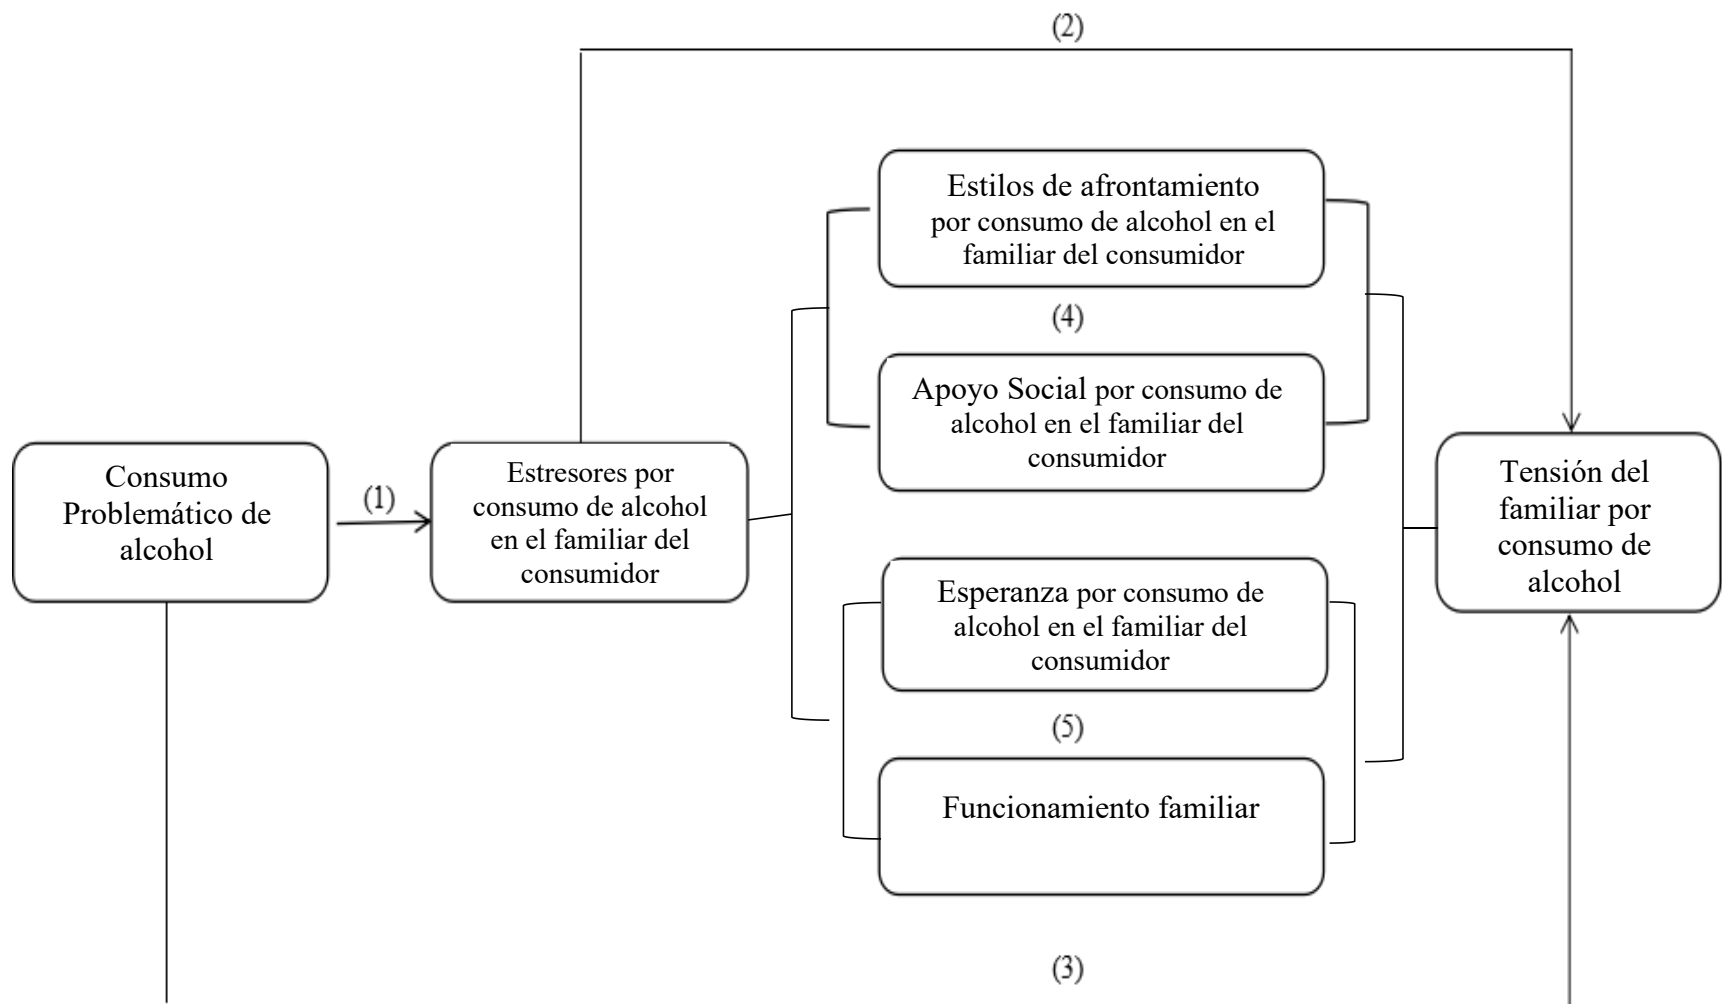 (2)
Estilos de afrontamiento
por consumo de alcohol en el
familiar del consumidor
(4)
Apoyo Social por consumo de
alcohol en el familiar del
consumidor
Consumo
Problemático de
alcohol
(1)
Estresores por
consumo de alcohol
en el familiar del
consumidor
Tensión del
familiar por
consumo de
alcohol
Esperanza por consumo de
alcohol en el familiar del
consumidor
(5)
Funcionamiento familiar
(3)